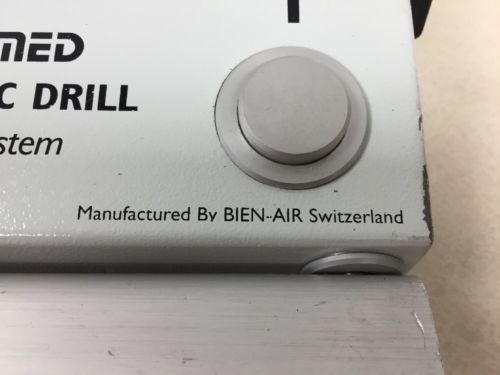 MED
C DRILL
stem
Manufactured By BIEN-AIR Switzerland